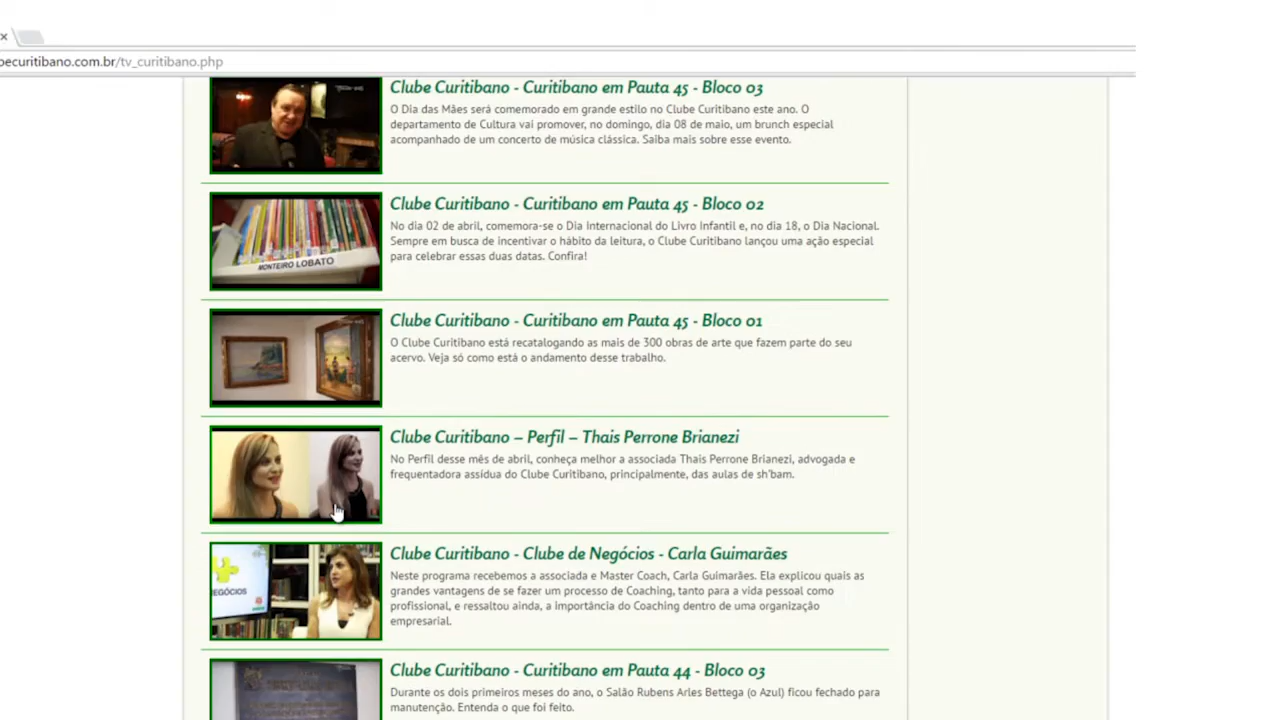 ×
becuritibano.com.br/tv_curitibano.php
Clube Curitibano - Curitibano em Pauta 45 - Bloco 03
O Dia das Mães será comemorado em grande estilo no Clube Curitibano este ano. O
departamento de Cultura vai promover, no domingo, dia 08 de maio, um brunch especial
acompanhado de um concerto de música clássica. Saiba mais sobre esse evento.
MONTEIRO LOBATO
Clube Curitibano - Curitibano em Pauta 45 - Bloco 02
No dia 02 de abril, comemora-se o Dia Internacional do Livro Infantil e, no dia 18, o Dia Nacional.
Sempre em busca de incentivar o hábito da leitura, o Clube Curitibano lançou uma ação especial
para celebrar essas duas datas. Confira!
Clube Curitibano - Curitibano em Pauta 45 - Bloco 01
O Clube Curitibano está recatalogando as mais de 300 obras de arte que fazem parte do seu
acervo. Veja só como está o andamento desse trabalho.
Clube Curitibano – Perfil – Thais Perrone Brianezi
No Perfil desse mês de abril, conheça melhor a associada Thais Perrone Brianezi, advogada e
frequentadora assídua do Clube Curitibano, principalmente, das aulas de sh'bam.
EGÓCIOS
Clube Curitibano - Clube de Negócios - Carla Guimarães
Neste programa recebemos a associada e Master Coach, Carla Guimarães. Ela explicou quais as
grandes vantagens de se fazer um processo de Coaching, tanto para a vida pessoal como
profissional, e ressaltou ainda, a importância do Coaching dentro de uma organização
empresarial.
Clube Curitibano - Curitibano em Pauta 44 - Bloco 03
Durante os dois primeiros meses do ano, o Salão Rubens Arles Bettega (o Azul) ficou fechado para
manutenção. Entenda o que foi feito.